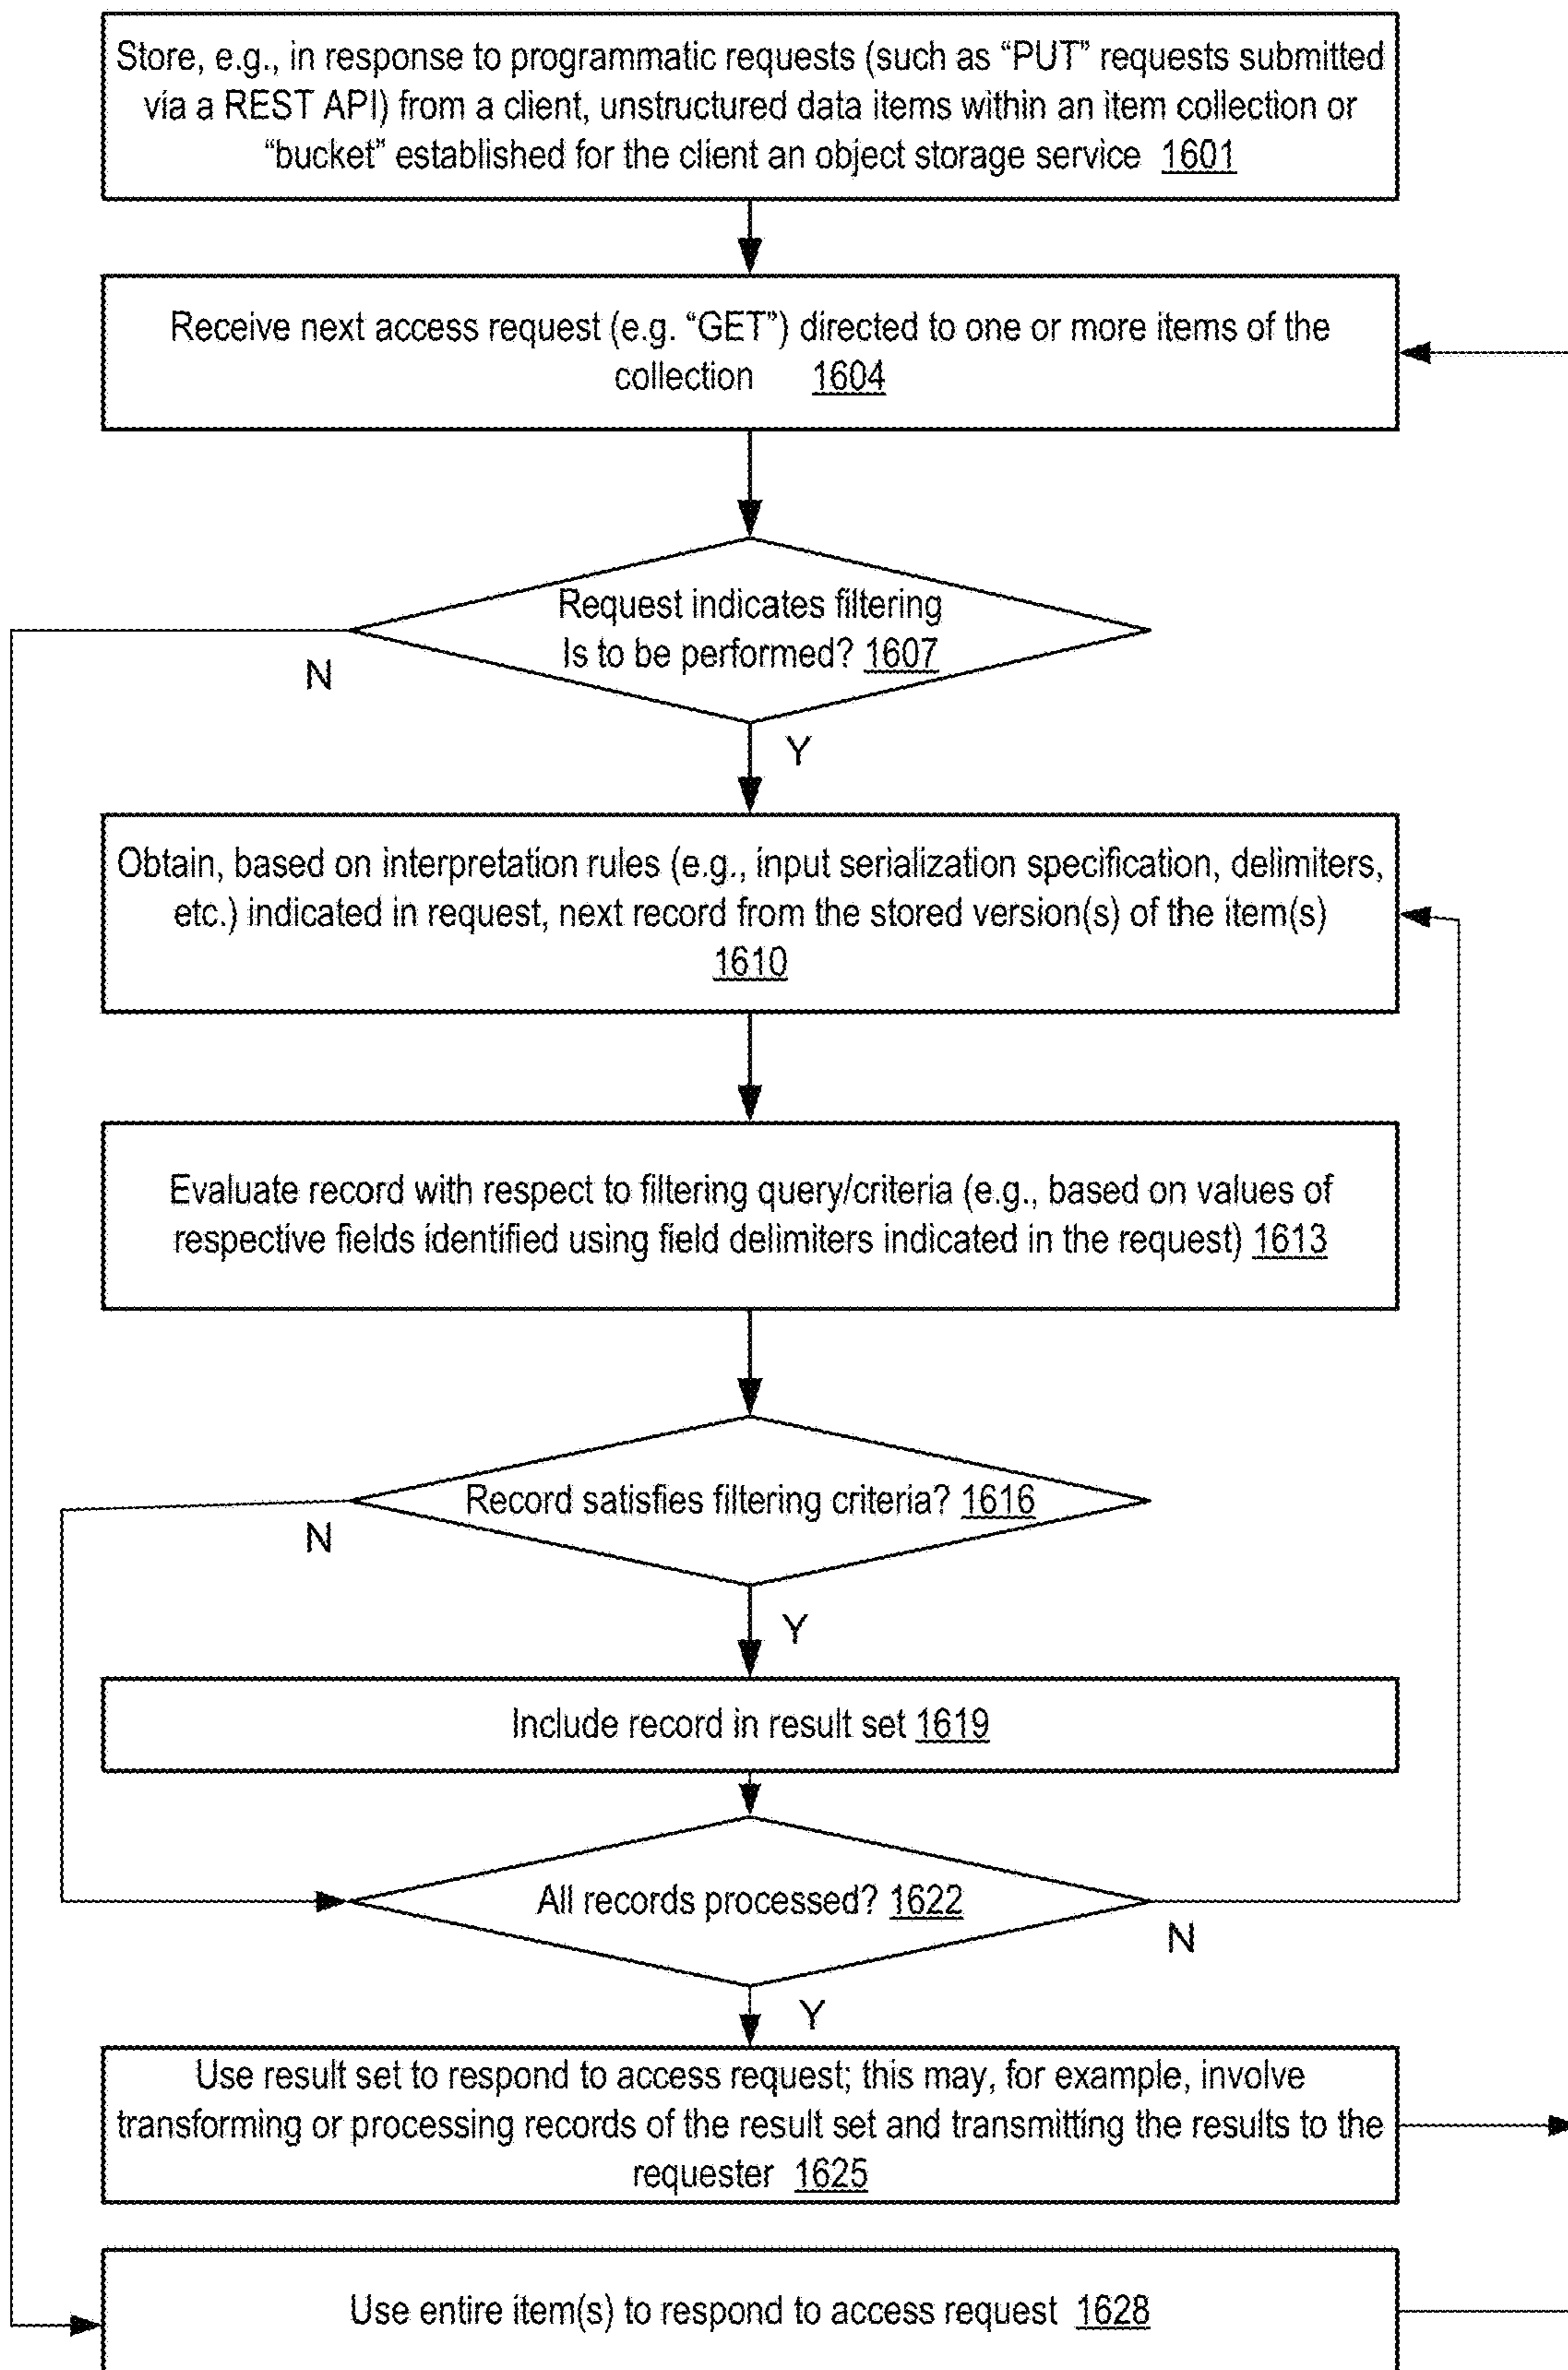 Store, e.g., in response to programmatic requests (such as “PUT” requests submitted
via a REST API) from a client, unstructured data items within an item collection or
“bucket” established for the client an object storage service 1601
Receive next access request (e.g. “GET”) directed to one or more items of the
collection 1604
Request indicates filtering
Is to be performed? 1607
N
Y
Obtain, based on interpretation rules (e.g., input serialization specification, delimiters,
etc.) indicated in request, next record from the stored version(s) of the item(s)
1610
Evaluate record with respect to filtering query/criteria (e.g., based on values of
respective fields identified using field delimiters indicated in the request) 1613
Record satisfies filtering criteria? 1616
N
Y
Include record in result set 1619
All records processed? 1622
N
Y
Use result set to respond to access request; this may, for example, involve
transforming or processing records of the result set and transmitting the results to the
requester 1625
Use entire item(s) to respond to access request 1628